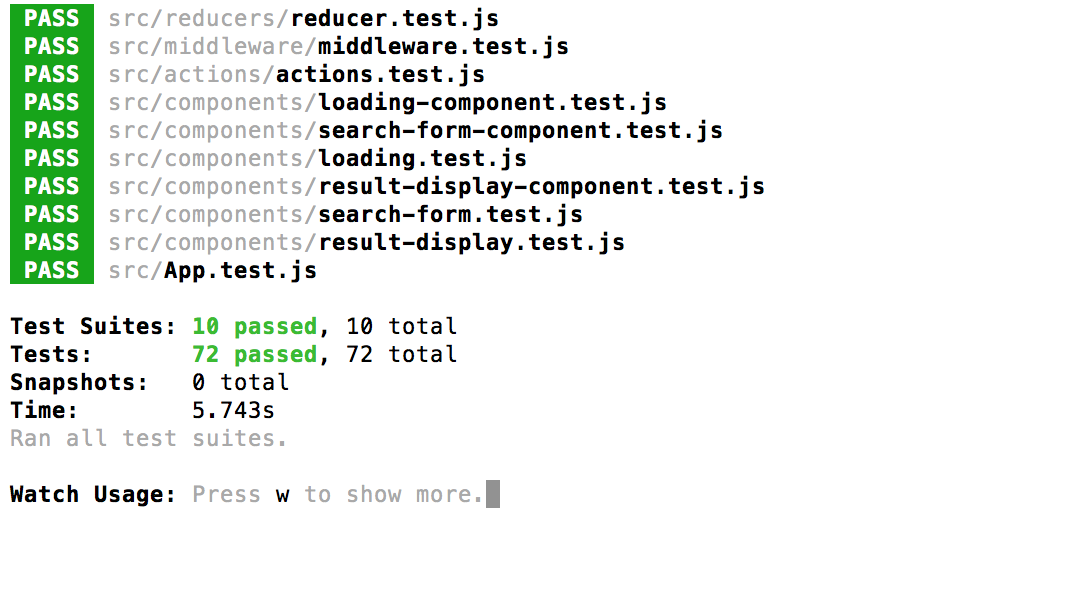 PASS src/reducers/reducer.test.js
PASS src/middleware/middleware.test.js
PASS src/actions/actions.test.js
PASS src/components/loading-component.test.js
PASS src/components/search-form-component.test.js
PASS src/components/loading.test.js
PASS src/components/result-display-component.test.js
PASS src/components/search-form.test.js
PASS src/components/result-display.test.js
PASS src/App.test.js
Test Suites: 10 passed, 10 total
Tests: 72 passed, 72 total
Snapshots: 0 total
Time: 5.743s
Ran all test suites.
Watch Usage: Press w to show more.